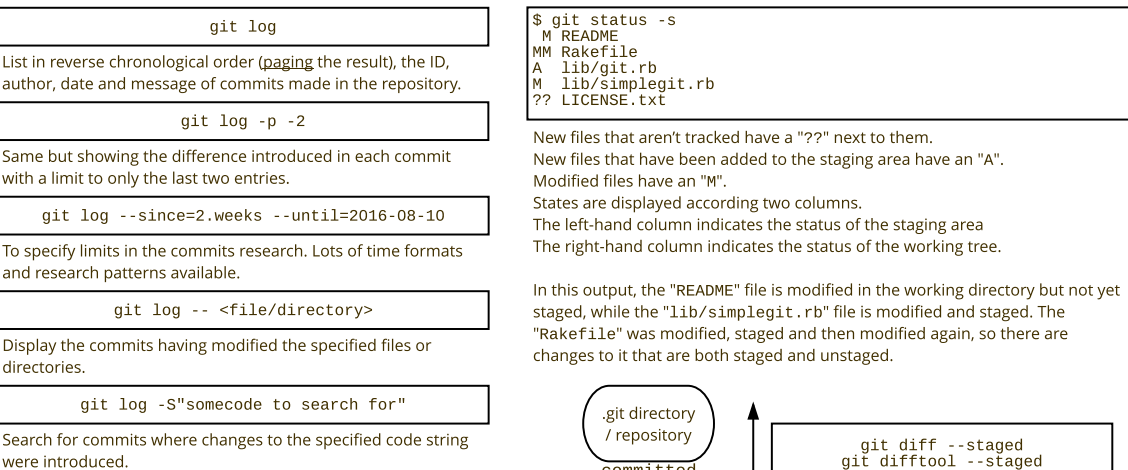 git log
List in reverse chronological order (paging the result), the ID,
author, date and message of commits made in the repository.
git log -p -2
Same but showing the difference introduced in each commit
with a limit to only the last two entries.
git log --since=2.weeks --until=2016-08-10
To specify limits in the commits research. Lots of time formats
and research patterns available.
git log -- <file/directory>
Display the commits having modified the specified files or
directories.
git log -S"somecode to search for"
Search for commits where changes to the specified code string
were introduced.
$ git status -s
 M README
MM Rakefile
A  lib/git.rb
M  lib/simplegit.rb
?? LICENSE.txt
New files that aren’t tracked have a "??" next to them.
New files that have been added to the staging area have an "A".
Modified files have an "M".
States are displayed according two columns.
The left-hand column indicates the status of the staging area
The right-hand column indicates the status of the working tree.
In this output, the "README" file is modified in the working directory but not yet
staged, while the "lib/simplegit.rb" file is modified and staged. The
"Rakefile" was modified, staged and then modified again, so there are
changes to it that are both staged and unstaged.
.git directory
/ repository
committed
git diff --staged
git difftool --staged